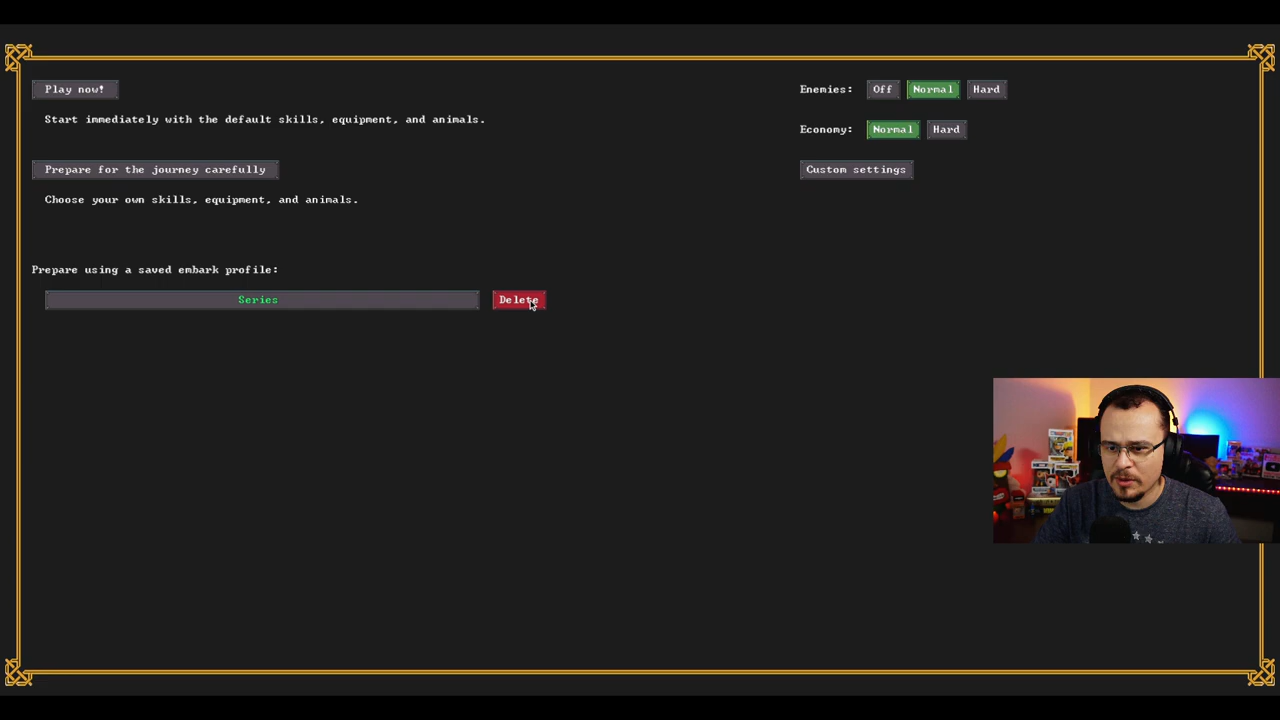 Play now!
Start immediately with the default skills, equipment, and animals.
Prepare for the journey carefully
Choose your own skills, equipment, and animals.
Prepare using a saved embark profile:
Series Delete
Enemies: Off Normal Hard
Economy: Normal Hard
Custom settings